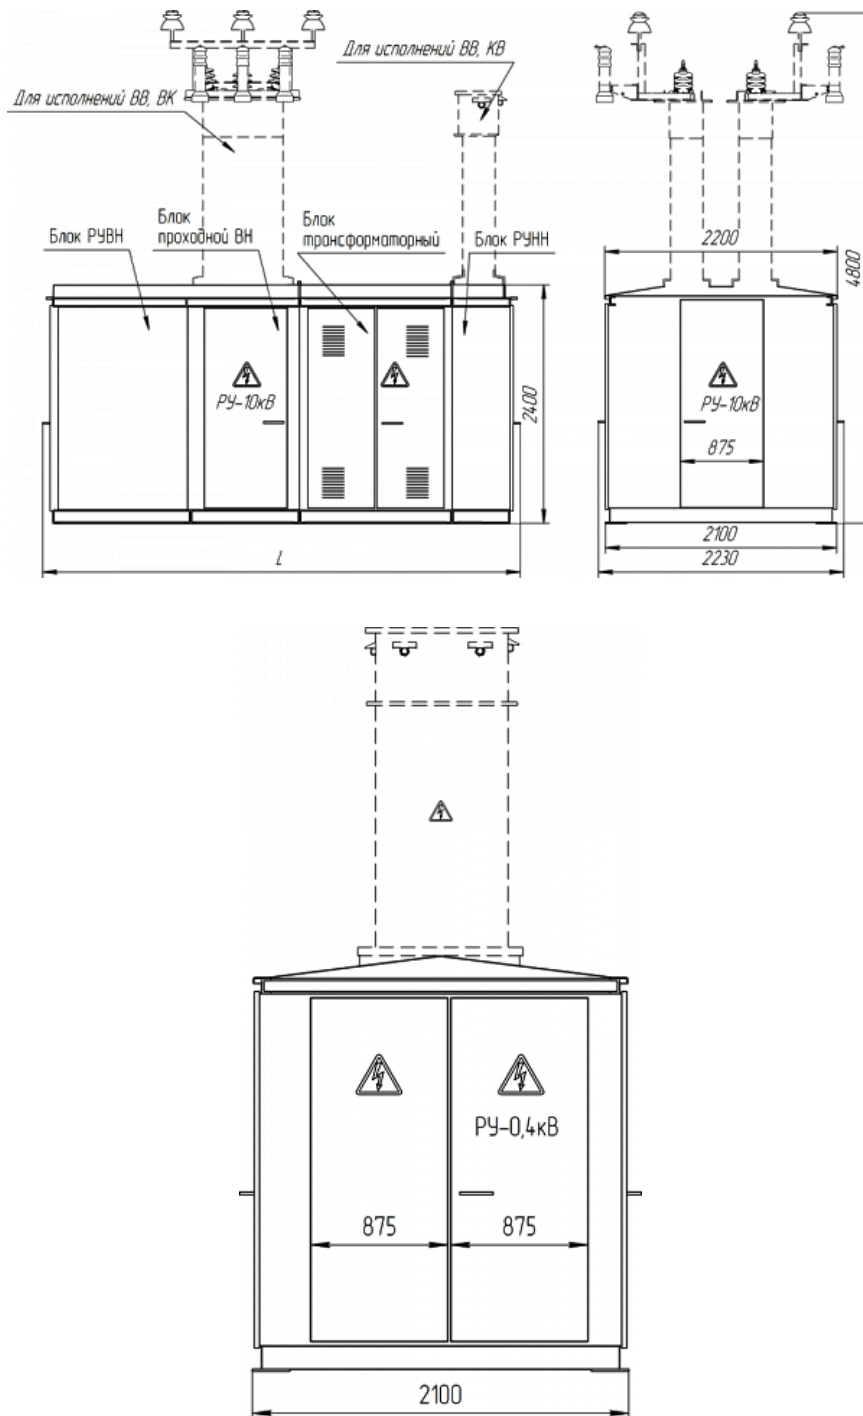 Для исполнений ВВ, КВ
Для исполнений ВВ, ВК
Блок РУВН
Блок
проходной ВН
Блок
трансформаторный
Блок РУНН
РУ-10кВ
2400
L
2200
4800
РУ-10кВ
875
2100
2230
РУ-0,4кВ
875
875
2100